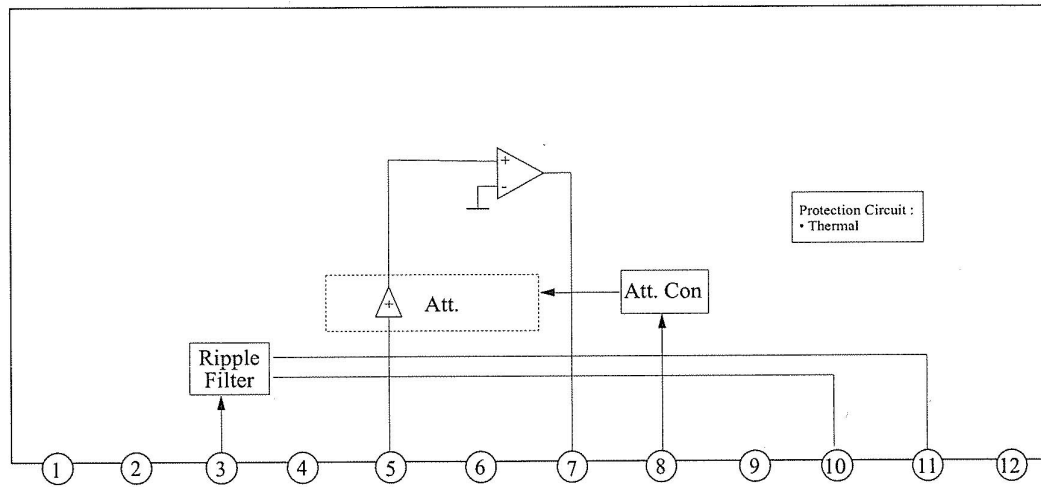 +
-
Protection Circuit :
• Thermal
+
Att.
Att. Con
Ripple
Filter
1 2 3 4 5 6 7 8 9 10 11 12